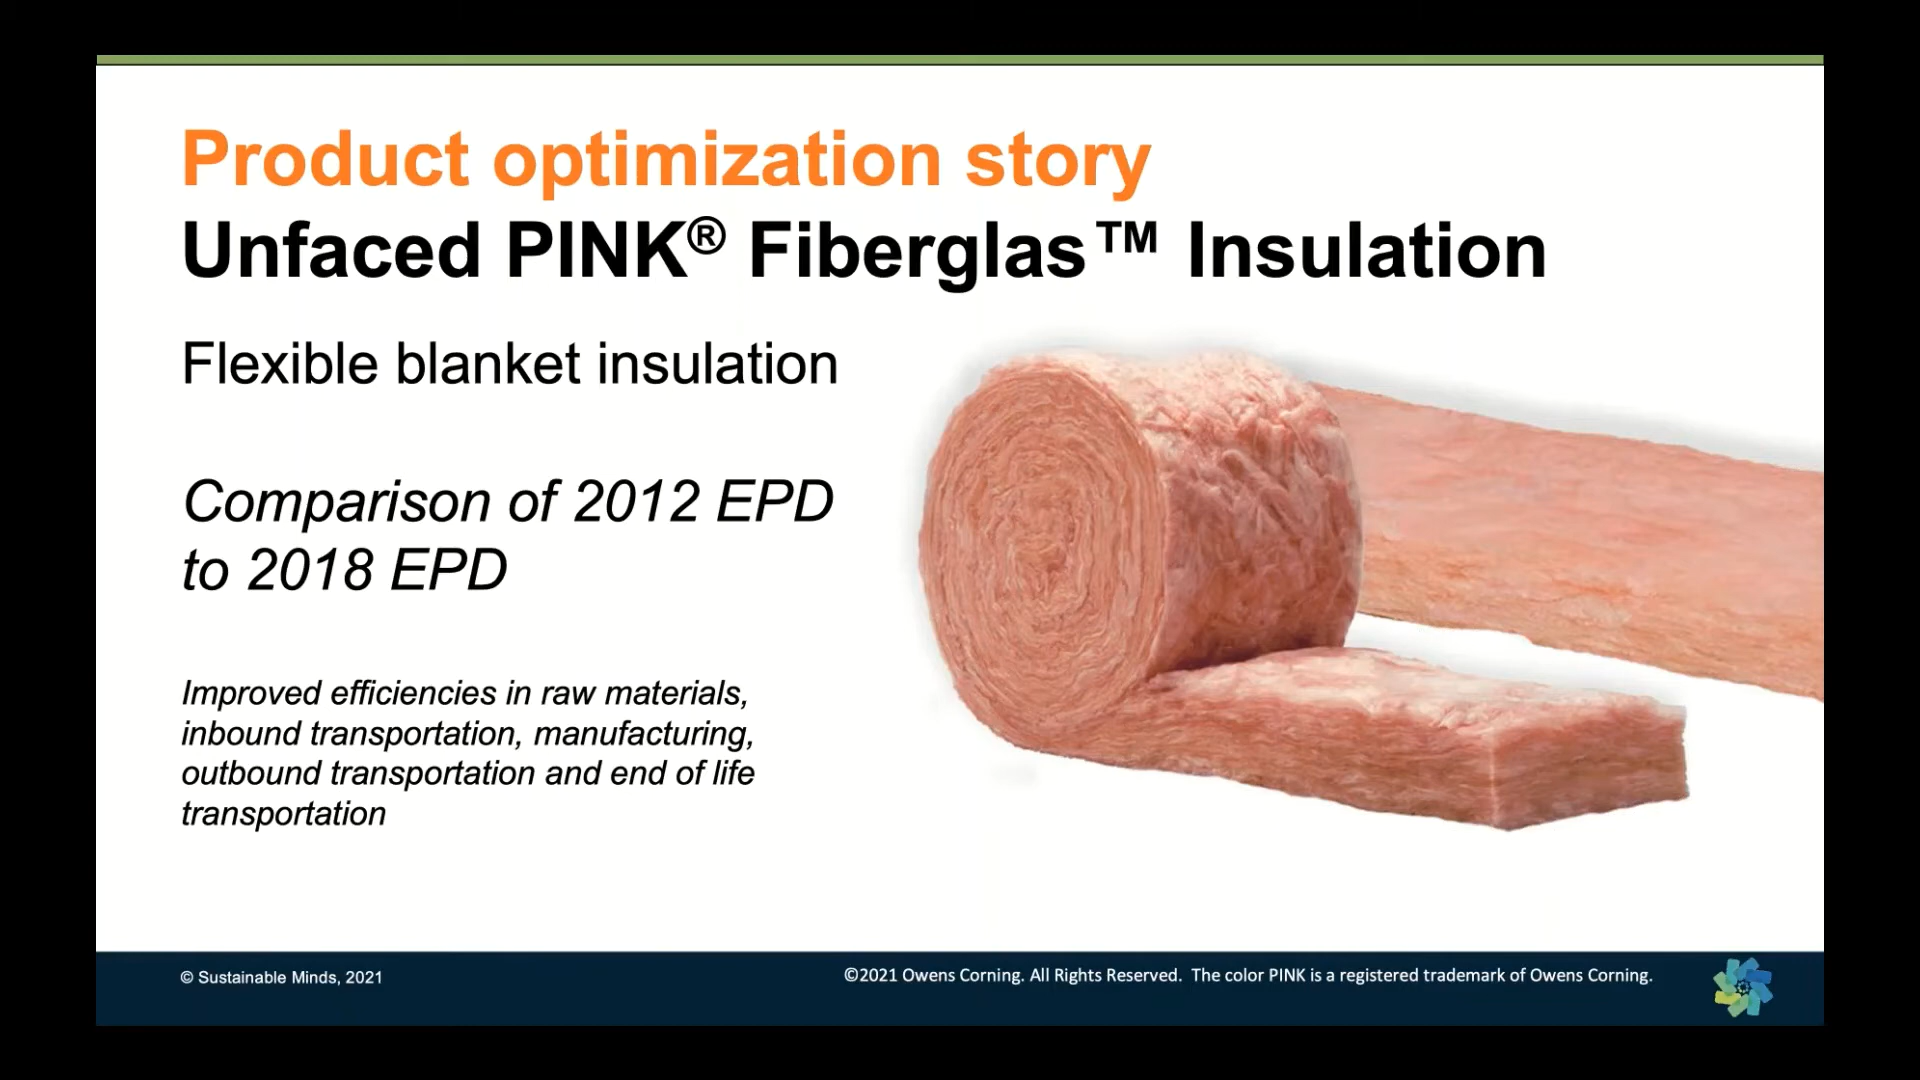 Product optimization story
Unfaced PINK® Fiberglas™ Insulation
Flexible blanket insulation
Comparison of 2012 EPD
to 2018 EPD
Improved efficiencies in raw materials,
inbound transportation, manufacturing,
outbound transportation and end of life
transportation
© Sustainable Minds, 2021
©2021 Owens Corning. All Rights Reserved.  The color PINK is a registered trademark of Owens Corning.